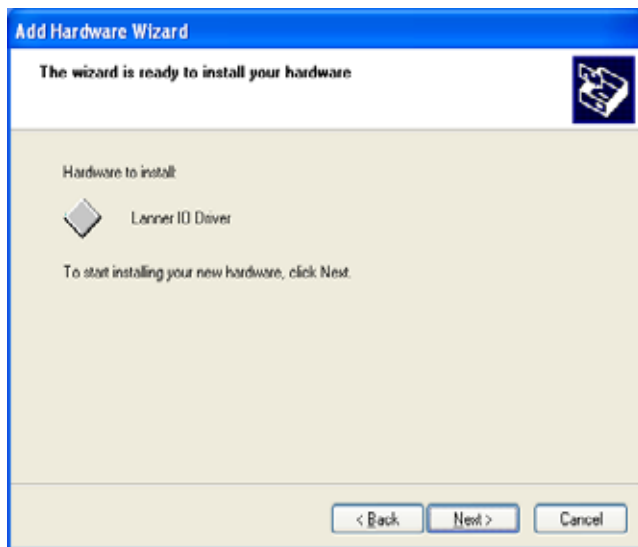 Add Hardware Wizard
The wizard is ready to install your hardware
Hardware to install:
Lanner IO Driver
To start installing your new hardware, click Next.
< Back
Next >
Cancel